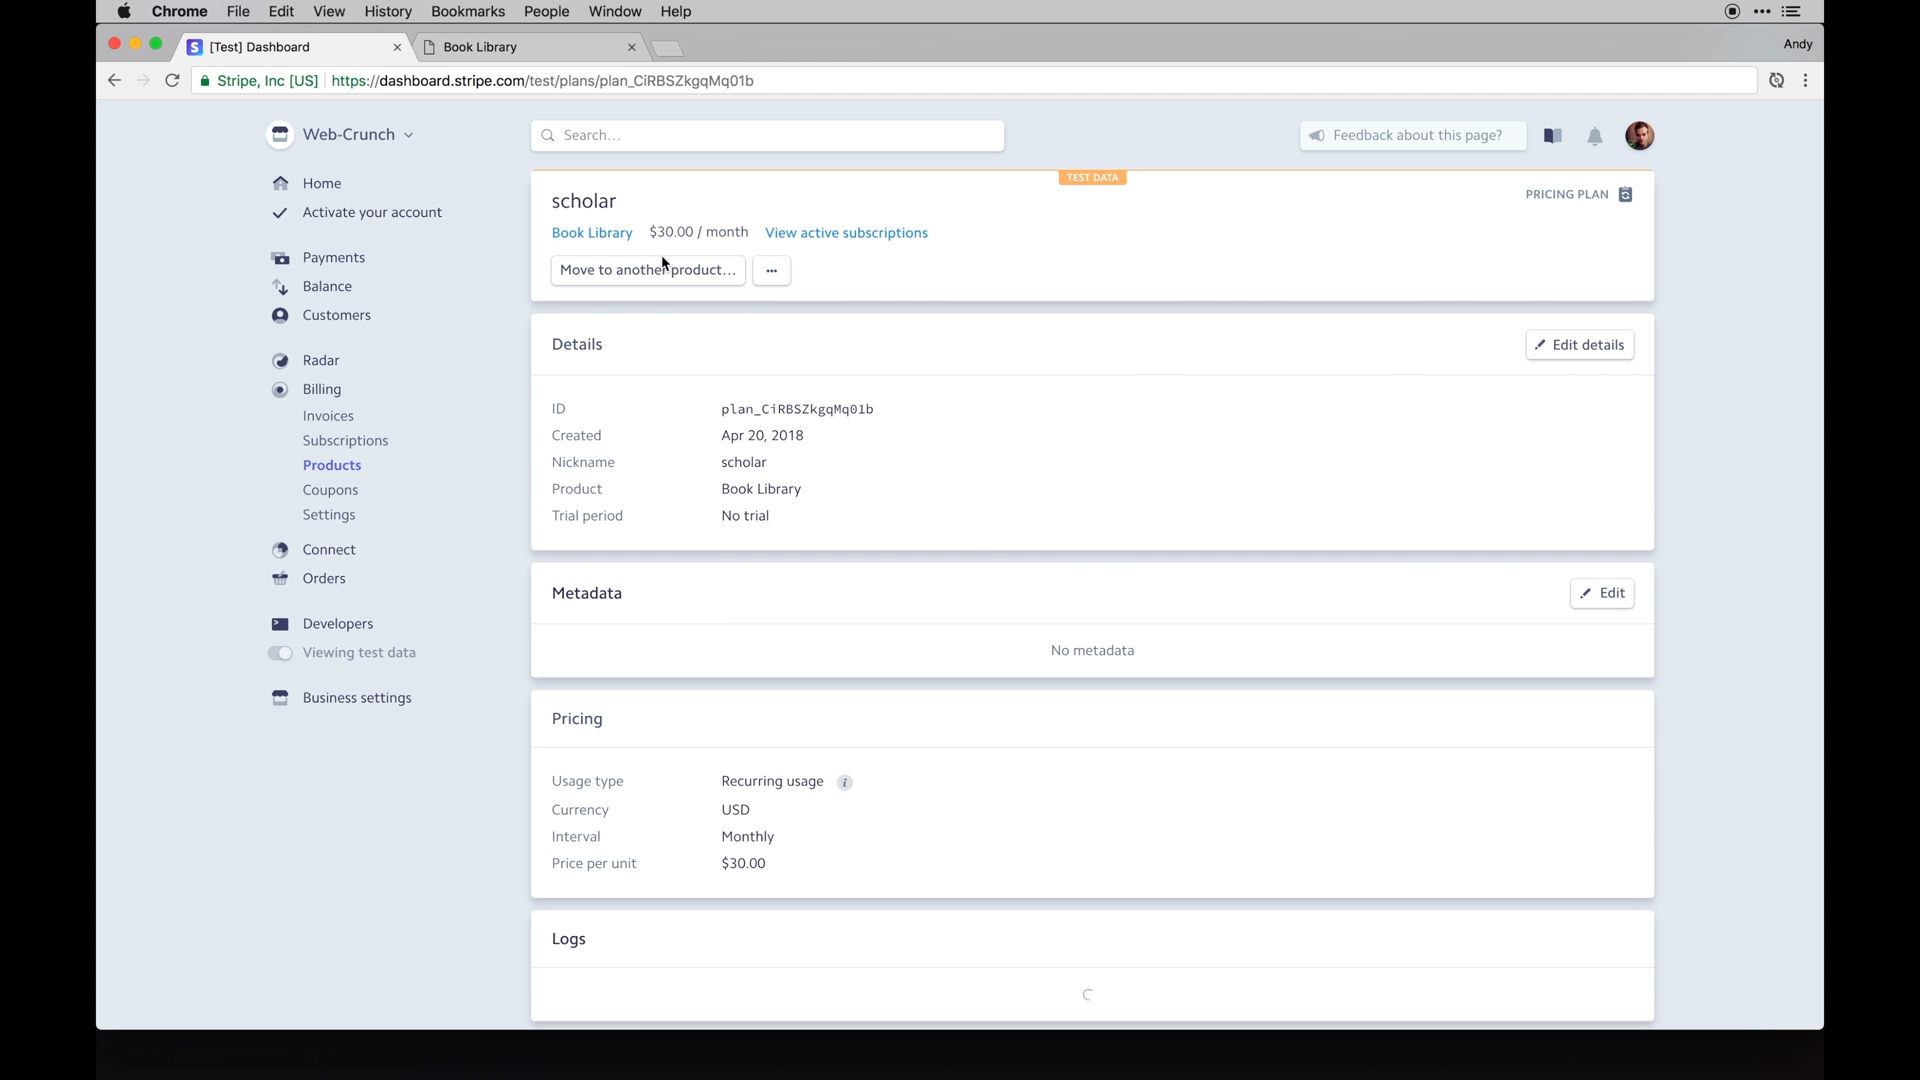 Chrome File Edit View History Bookmarks People Window Help
[Test] Dashboard
Book Library
Andy
Stripe, Inc [US] https://dashboard.stripe.com/test/plans/plan_CiRBSZkgqMq01b
Web-Crunch
Search...
Feedback about this page?
Home
Activate your account
Payments
Balance
Customers
Radar
Billing
Invoices
Subscriptions
Products
Coupons
Settings
Connect
Orders
Developers
Viewing test data
Business settings
TEST DATA
scholar
PRICING PLAN
Book Library $30.00 / month View active subscriptions
Move to another product...
Details
Edit details
ID plan_CiRBSZkgqMq01b
Created Apr 20, 2018
Nickname scholar
Product Book Library
Trial period No trial
Metadata
Edit
No metadata
Pricing
Usage type Recurring usage
Currency USD
Interval Monthly
Price per unit $30.00
Logs